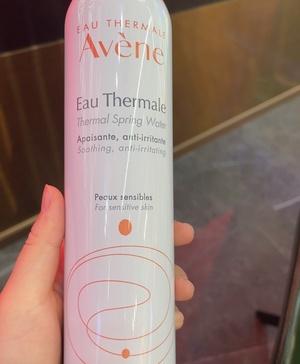 EAU THERMALE
Avène
Eau Thermale
Thermal Spring Water
Apaisante, anti-irritante
Soothing, anti-irritating
Peaux sensibles
For sensitive skin